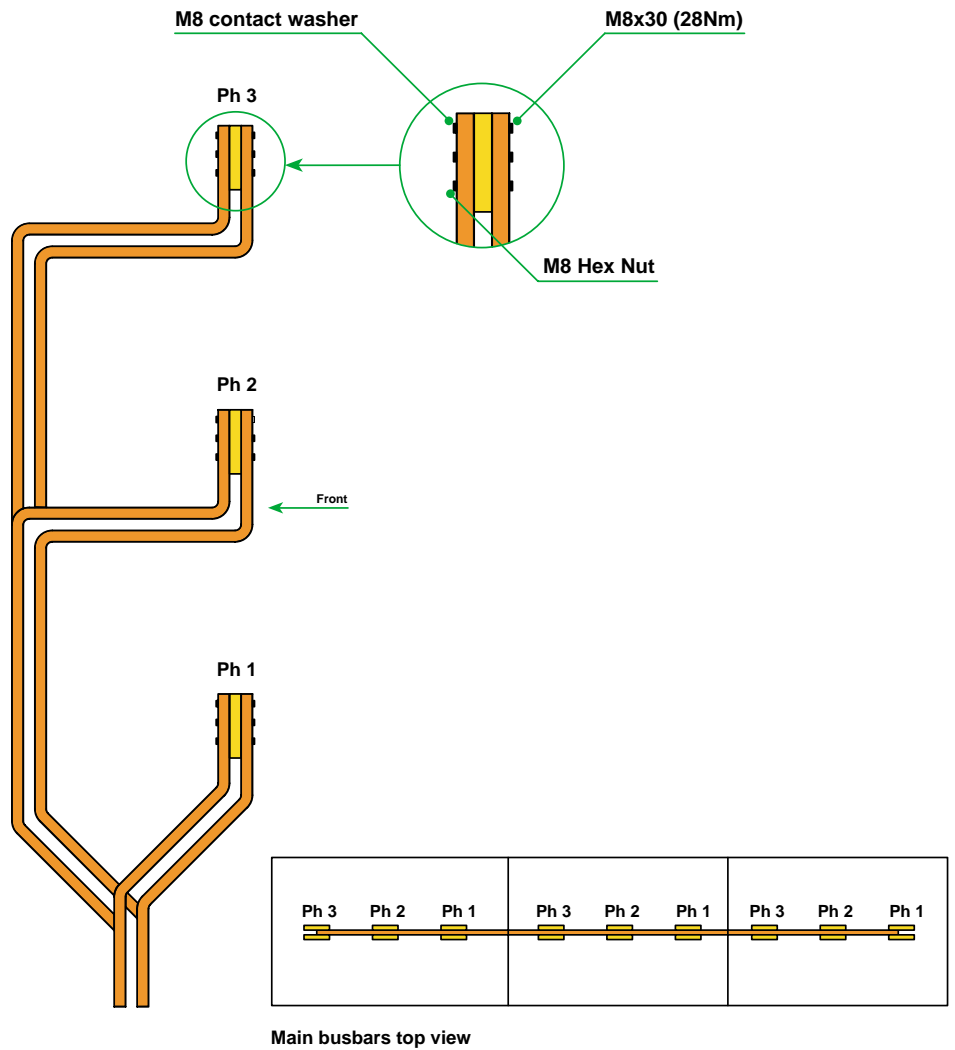 M8 contact washer
M8x30 (28Nm)
Ph 3
M8 Hex Nut
Ph 2
Front
Ph 1
Ph 3 Ph 2 Ph 1 Ph 3 Ph 2 Ph 1 Ph 3 Ph 2 Ph 1
Main busbars top view